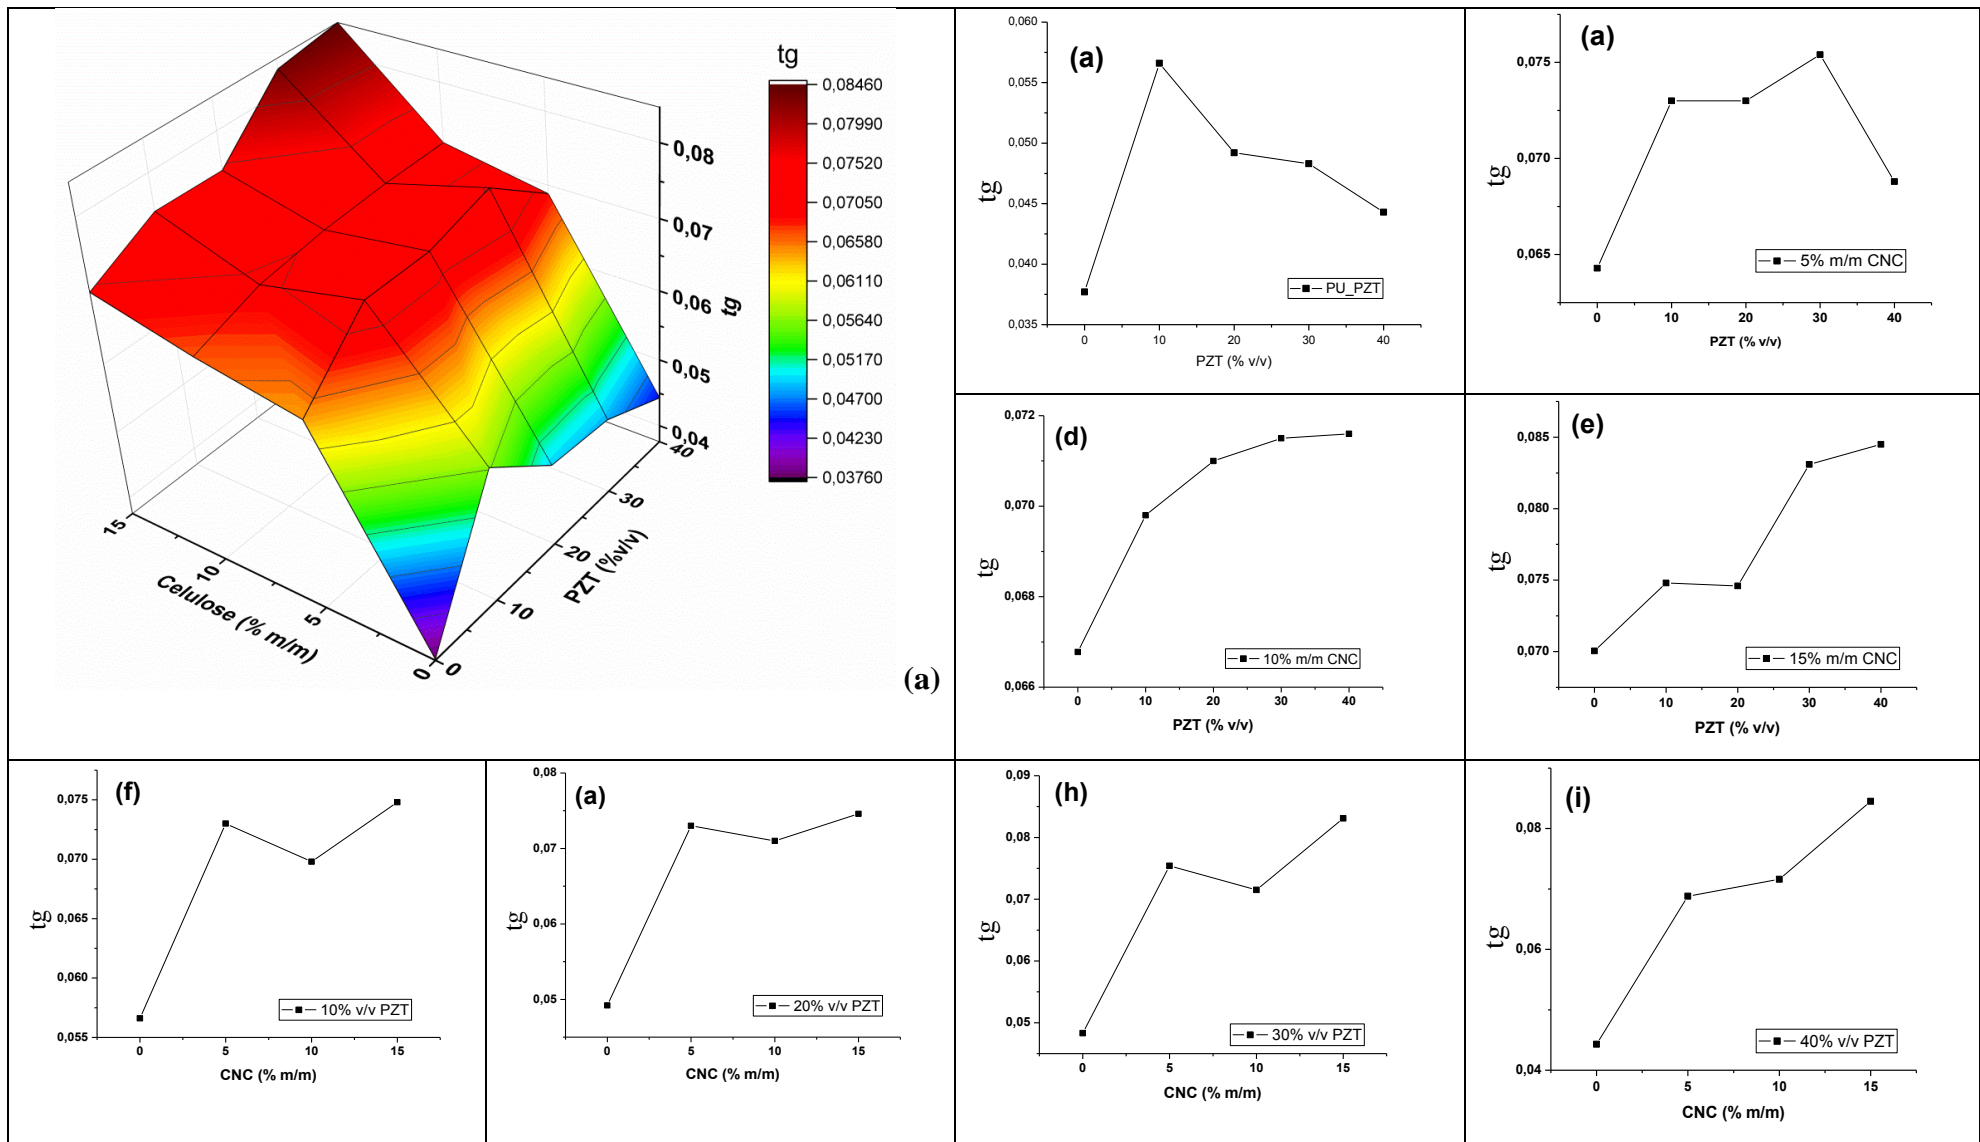 tg
0,08460
0,07990
0,07520
0,07050
0,06580
0,06110
0,05640
0,05170
0,04700
0,04230
0,03760
0,08
0,07
0,06
0,05
0,04
tg
15
10
5
0
Celulose (% m/m)
0
10
20
30
40
PZT (%v/v)
(a)
(a)
0,060
0,055
0,050
0,045
0,040
0,035
tg
0 10 20 30 40
PZT (% v/v)
PU_PZT
(a)
0,075
0,070
0,065
tg
0 10 20 30 40
PZT (% v/v)
5% m/m CNC
(d)
0,072
0,070
0,068
0,066
tg
0 10 20 30 40
PZT (% v/v)
10% m/m CNC
(e)
0,085
0,080
0,075
0,070
tg
0 10 20 30 40
PZT (% v/v)
15% m/m CNC
(f)
0,075
0,070
0,065
0,060
0,055
tg
0 5 10 15
CNC (% m/m)
10% v/v PZT
(a)
0,08
0,07
0,06
0,05
tg
0 5 10 15
CNC (% m/m)
20% v/v PZT
(h)
0,09
0,08
0,07
0,06
0,05
tg
0 5 10 15
CNC (% m/m)
30% v/v PZT
(i)
0,08
0,06
0,04
tg
0 5 10 15
CNC (% m/m)
40% v/v PZT